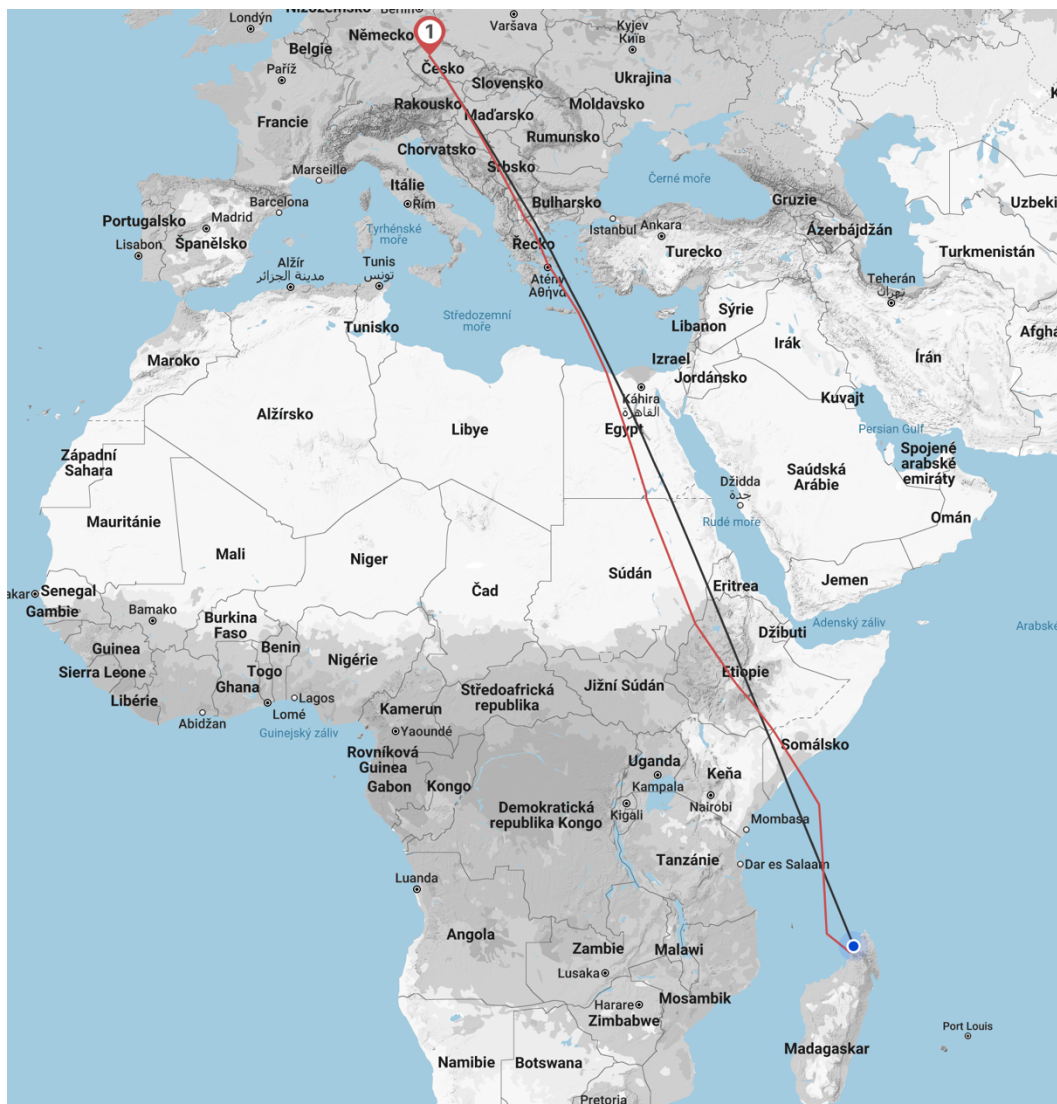 Nizozemsko
Berlín
Varšava
Londýn
Kyjev
Київ
Německo
1
Belgie
Česko
Ukrajina
Paříž
Slovensko
Rakousko
Maďarsko
Moldavsko
Francie
Rumunsko
Chorvatsko
Srbsko
Marseille
Černé moře
Itálie
Gruzie
Řím
Barcelona
Bulharsko
Uzbeki
Portugalsko
Madrid
Istanbul
Ankara
Ázerbájdžán
Tyrhénské
moře
Lisabon
Španělsko
Řecko
Turecko
Turkmenistán
Alžír
مدينة الجزائر
Tunis
تونس
Atény
Αθήνα
Teherán
تهران
Sýrie
Středozemní
moře
Tunisko
Libanon
Afghá
Irák
Írán
Maroko
Izrael
Jordánsko
Káhira
القاهرة
Kuvajt
Alžírsko
Libye
Egypt
Persian Gulf
Západní
Sahara
Spojené
arabské
emiráty
Saúdská
Arábie
Džidda
جدة
Mauritánie
Rudé moře
Omán
Mali
Niger
Čad
Súdán
Jemen
Eritrea
akar
Senegal
Gambie
Bamako
Burkina
Faso
Adenský záliv
Arabské
Džibuti
Guinea
Benin
Nigérie
Sierra Leone
Togo
Ghana
Etiopie
Libérie
Lagos
Středoafrická
republika
Jižní Súdán
Kamerun
Abidžan
Lomé
Guinejský záliv
Yaoundé
Somálsko
Rovníková
Guinea
Uganda
Keňa
Gabon
Kongo
Kampala
Demokratická
republika Kongo
Kigali
Nairobi
Mombasa
Tanzánie
Dar es Salaam
Luanda
Angola
Zambie
Malawi
Lusaka
Mosambik
Harare
Zimbabwe
Port Louis
Madagaskar
Namibie
Botswana
Pretoria